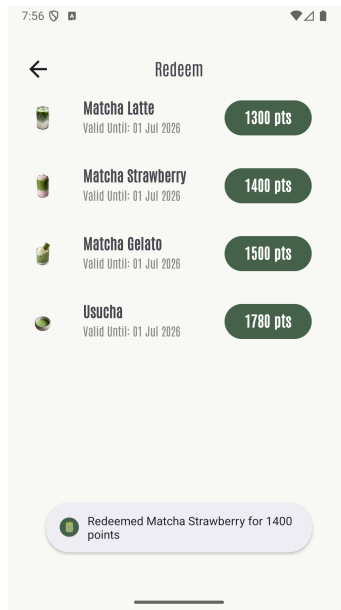 7:56
Redeem
Matcha Latte
Valid Until: 01 Jul 2026
1300 pts
Matcha Strawberry
Valid Until: 01 Jul 2026
1400 pts
Matcha Gelato
Valid Until: 01 Jul 2026
1500 pts
Usucha
Valid Until: 01 Jul 2026
1780 pts
Redeemed Matcha Strawberry for 1400
points